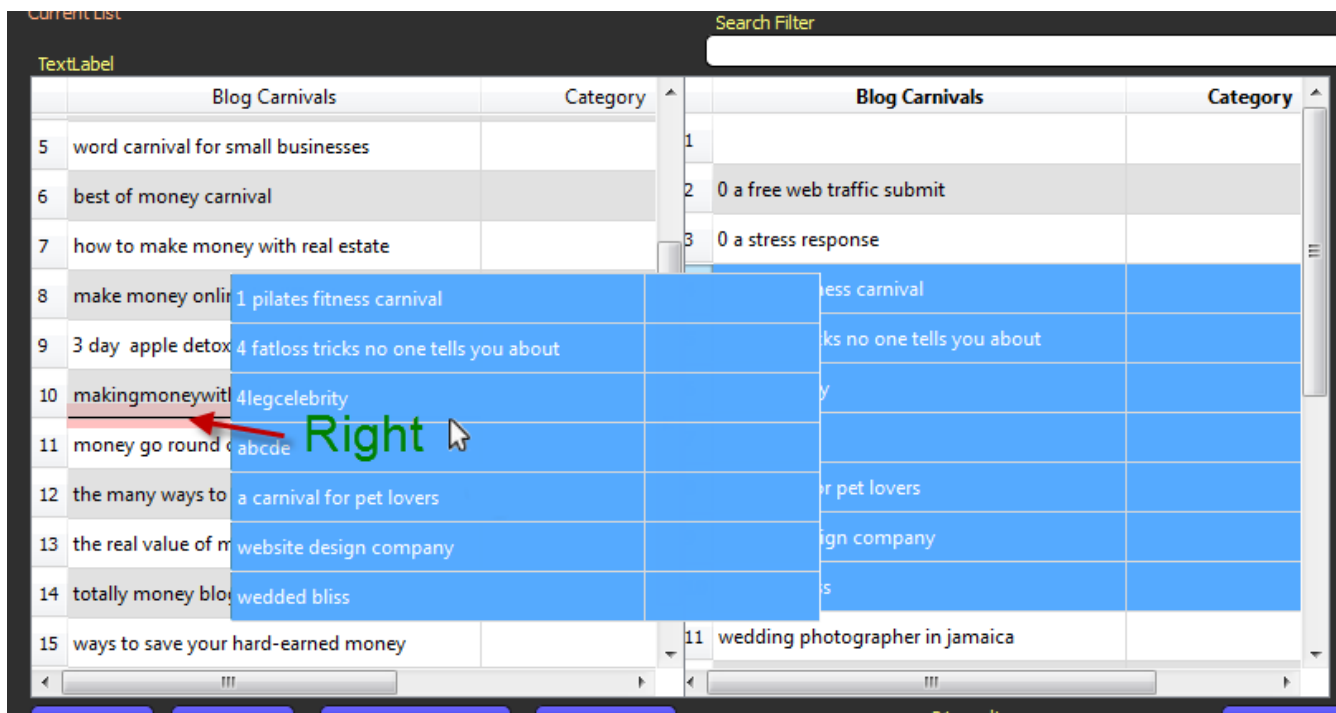 Current List
Search Filter
TextLabel
Blog Carnivals Category
5 word carnival for small businesses
6 best of money carnival
7 how to make money with real estate
8 make money onlin
9 3 day apple detox
10 makingmoneywith
11 money go round
12 the many ways to
13 the real value of m
14 totally money blog
15 ways to save your hard-earned money
1 pilates fitness carnival
4 fatloss tricks no one tells you about
4legcelebrity
abcde
a carnival for pet lovers
website design company
wedded bliss
Right
Blog Carnivals Category
1
2 0 a free web traffic submit
3 0 a stress response
ess carnival
ks no one tells you about
y
r pet lovers
ign company
s
11 wedding photographer in jamaica